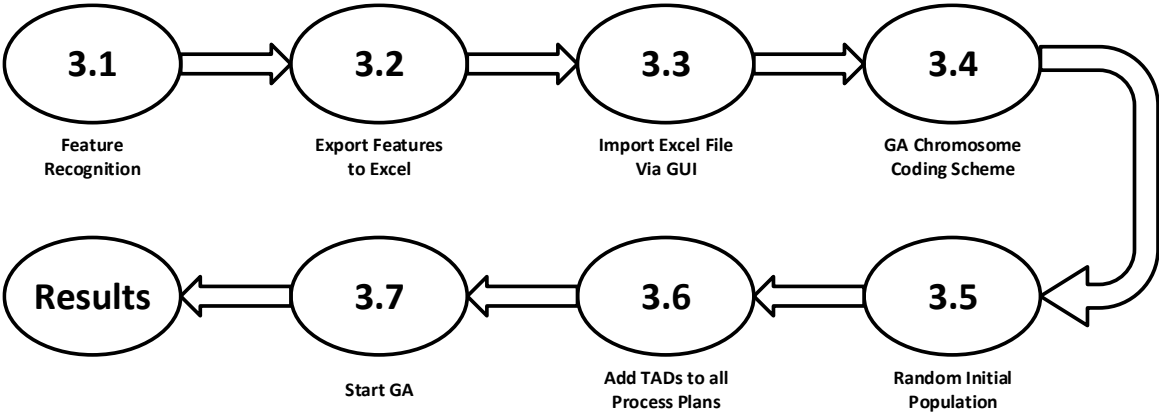 3.1
3.2
3.3
3.4
Feature
Recognition
Export Features
to Excel
Import Excel File
Via GUI
GA Chromosome
Coding Scheme
Results
3.7
3.6
3.5
Start GA
Add TADs to all
Process Plans
Random Initial
Population